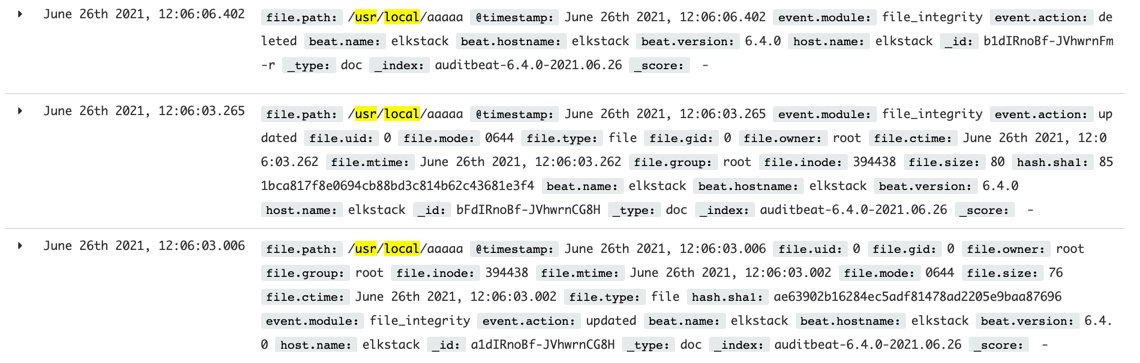 June 26th 2021, 12:06:06.402
file.path: /usr/local/aaaaa @timestamp: June 26th 2021, 12:06:06.402 event.module: file_integrity event.action: de
leted beat.name: elkstack beat.hostname: elkstack beat.version: 6.4.0 host.name: elkstack _id: b1dIRnoBf-JVhwrnFm
-r _type: doc _index: auditbeat-6.4.0-2021.06.26 _score: -
June 26th 2021, 12:06:03.265
file.path: /usr/local/aaaaa @timestamp: June 26th 2021, 12:06:03.265 event.module: file_integrity event.action: up
dated file.uid: 0 file.mode: 0644 file.type: file file.gid: 0 file.owner: root file.ctime: June 26th 2021, 12:0
6:03.262 file.mtime: June 26th 2021, 12:06:03.262 file.group: root file.inode: 394438 file.size: 80 hash.sha1: 85
1bca817f8e0694cb88bd3c814b62c43681e3f4 beat.name: elkstack beat.hostname: elkstack beat.version: 6.4.0
host.name: elkstack _id: bFdIRnoBf-JVhwrnCG8H _type: doc _index: auditbeat-6.4.0-2021.06.26 _score: -
June 26th 2021, 12:06:03.006
file.path: /usr/local/aaaaa @timestamp: June 26th 2021, 12:06:03.006 file.uid: 0 file.gid: 0 file.owner: root
file.group: root file.inode: 394438 file.mtime: June 26th 2021, 12:06:03.002 file.mode: 0644 file.size: 76
file.ctime: June 26th 2021, 12:06:03.002 file.type: file hash.sha1: ae63902b16284ec5adf81478ad2205e9baa87696
event.module: file_integrity event.action: updated beat.name: elkstack beat.hostname: elkstack beat.version: 6.4.
0 host.name: elkstack _id: a1dIRnoBf-JVhwrnCG8H _type: doc _index: auditbeat-6.4.0-2021.06.26 _score: -